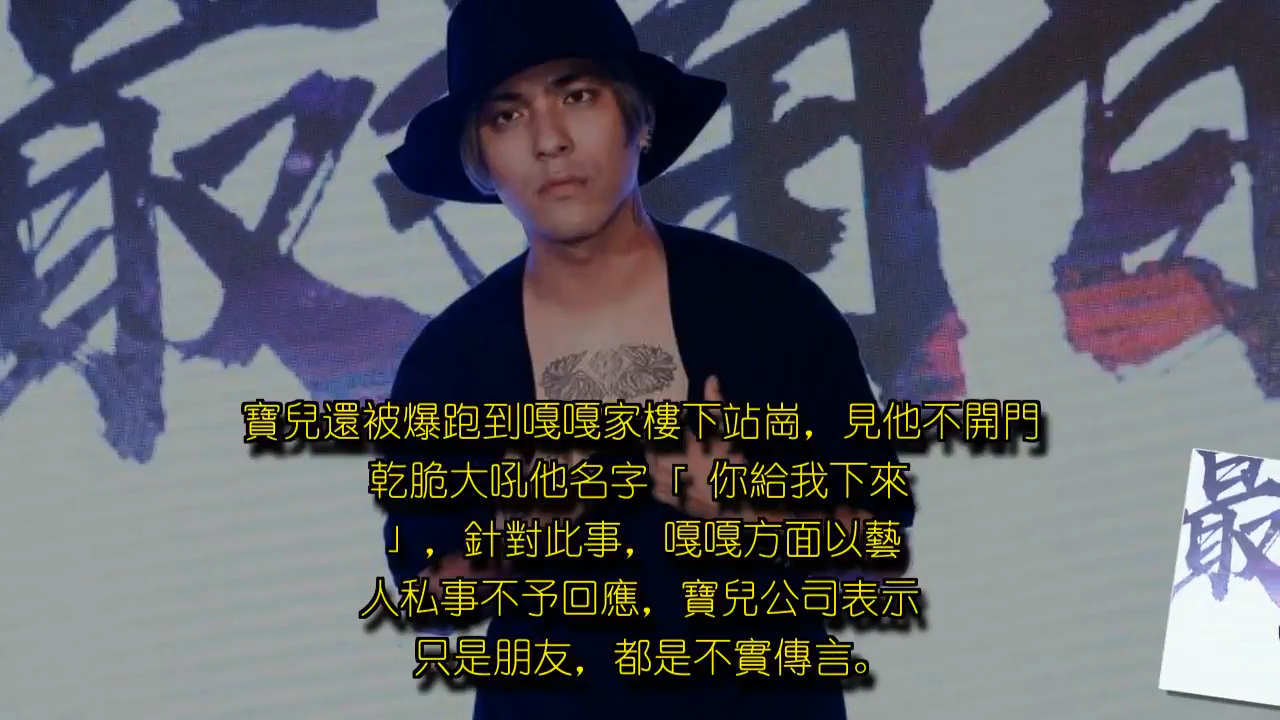 最
寶兒還被爆跑到嘎嘎家樓下站崗，見他不開門
乾脆大吼他名字「 你給我下來
」，針對此事，嘎嘎方面以藝
人私事不予回應，寶兒公司表示
只是朋友，都是不實傳言。
最